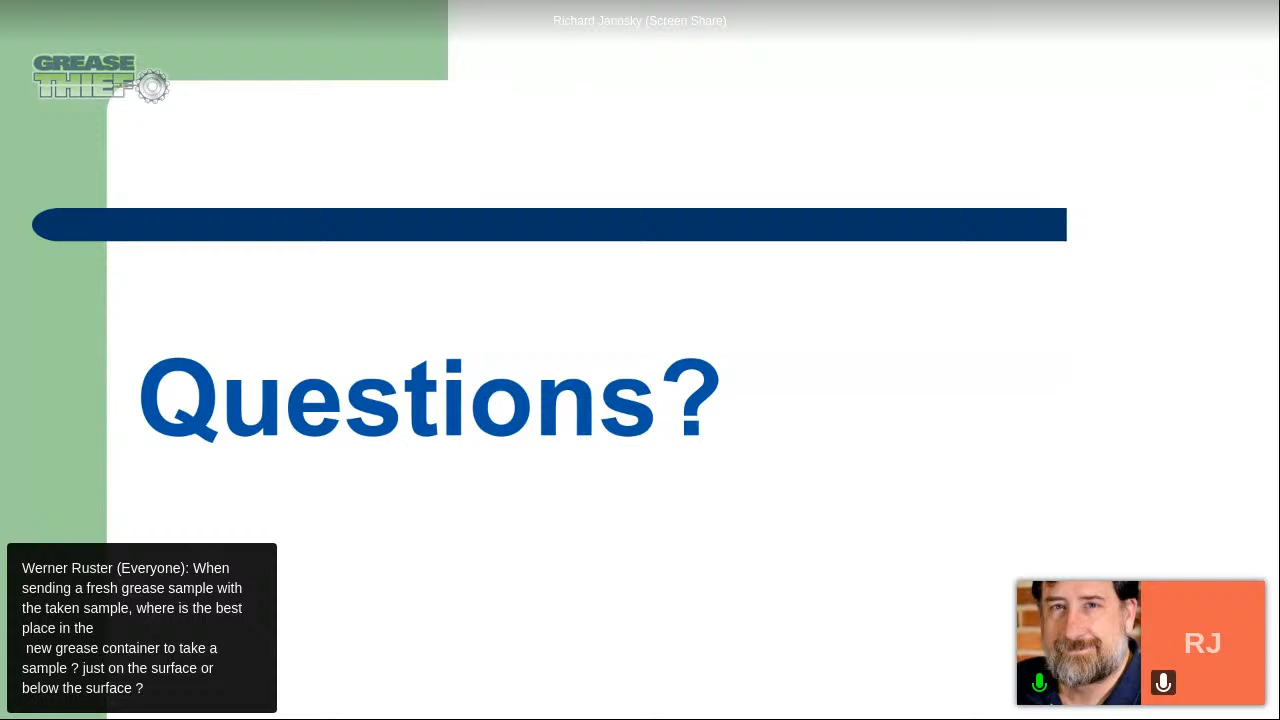 Richard Janosky (Screen Share)
GREASE
THIEF
Questions?
Werner Ruster (Everyone): When
sending a fresh grease sample with
the taken sample, where is the best
place in the
new grease container to take a
sample ? just on the surface or
below the surface ?
RJ